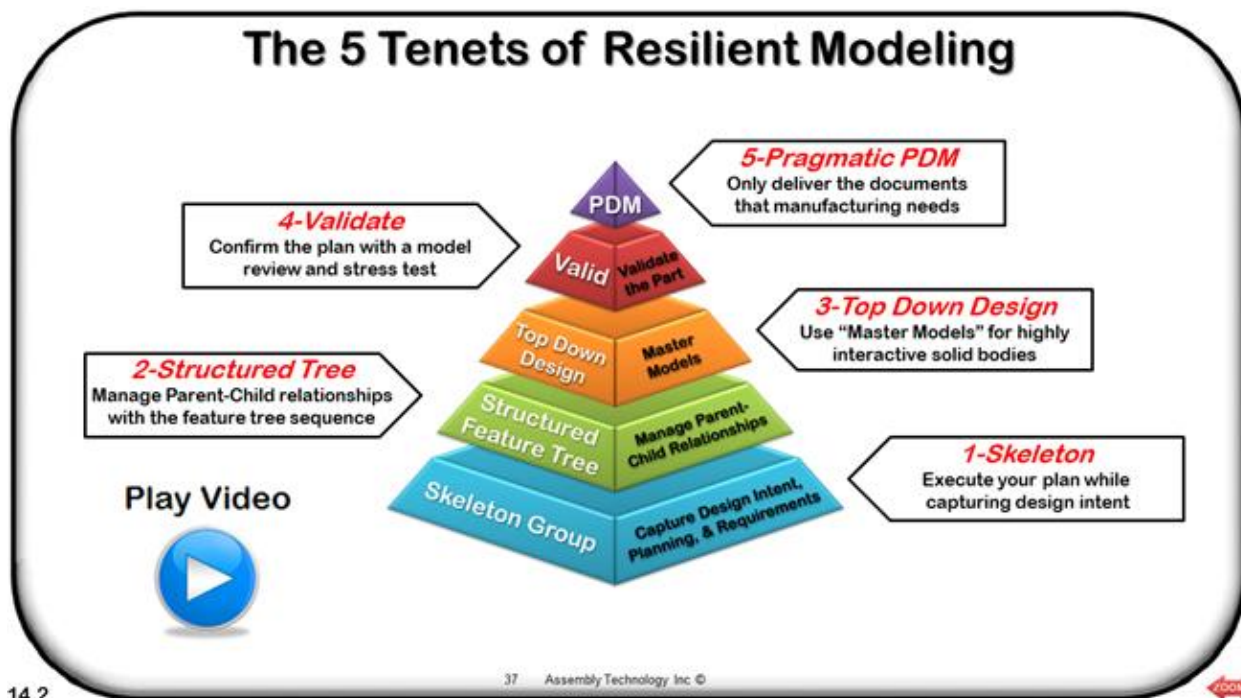 The 5 Tenets of Resilient Modeling
5-Pragmatic PDM
Only deliver the documents
that manufacturing needs
4-Validate
Confirm the plan with a model
review and stress test
3-Top Down Design
Use “Master Models” for highly
interactive solid bodies
2-Structured Tree
Manage Parent-Child relationships
with the feature tree sequence
1-Skeleton
Execute your plan while
capturing design intent
PDM
Valid
Validate
the Part
Top Down
Design
Master
Models
Structured
Feature Tree
Manage Parent-
Child Relationships
Skeleton Group
Capture Design Intent,
Planning, & Requirements
Play Video
37 Assembly Technology Inc ©
14.2
ZOOM